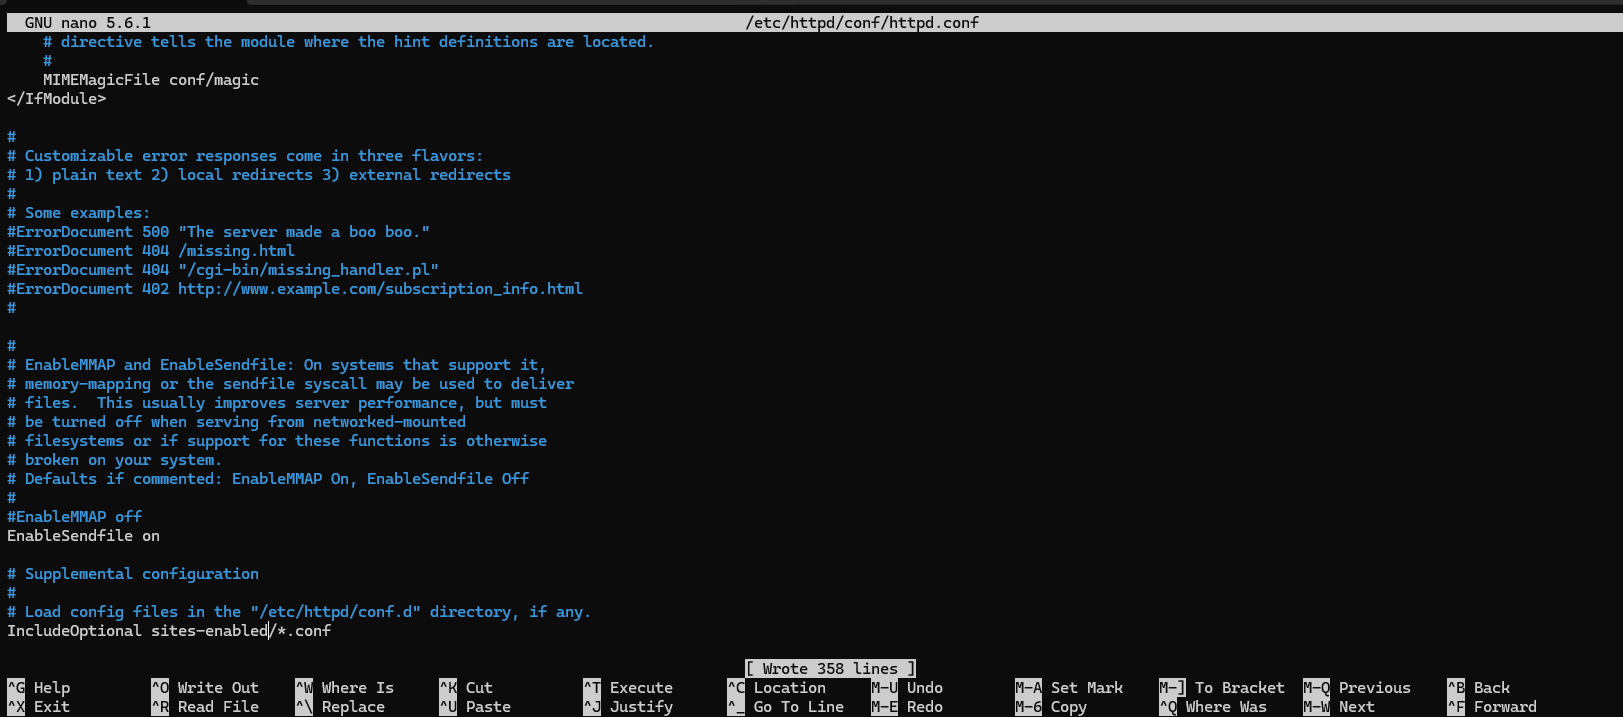 GNU nano 5.6.1 /etc/httpd/conf/httpd.conf
# directive tells the module where the hint definitions are located.
#
MIMEMagicFile conf/magic
</IfModule>
#
# Customizable error responses come in three flavors:
# 1) plain text 2) local redirects 3) external redirects
#
# Some examples:
#ErrorDocument 500 "The server made a boo boo."
#ErrorDocument 404 /missing.html
#ErrorDocument 404 "/cgi-bin/missing_handler.pl"
#ErrorDocument 402 http://www.example.com/subscription_info.html
#
#
# EnableMMAP and EnableSendfile: On systems that support it,
# memory-mapping or the sendfile syscall may be used to deliver
# files.  This usually improves server performance, but must
# be turned off when serving from networked-mounted
# filesystems or if support for these functions is otherwise
# broken on your system.
# Defaults if commented: EnableMMAP On, EnableSendfile Off
#
#EnableMMAP off
EnableSendfile on
# Supplemental configuration
#
# Load config files in the "/etc/httpd/conf.d" directory, if any.
IncludeOptional sites-enabled/*.conf
[ Wrote 358 lines ]
^G Help ^O Write Out ^W Where Is ^K Cut ^T Execute ^C Location M-U Undo M-A Set Mark M-] To Bracket M-Q Previous ^B Back
^X Exit ^R Read File ^\ Replace ^U Paste ^J Justify ^_ Go To Line M-E Redo M-6 Copy ^Q Where Was M-W Next ^F Forward